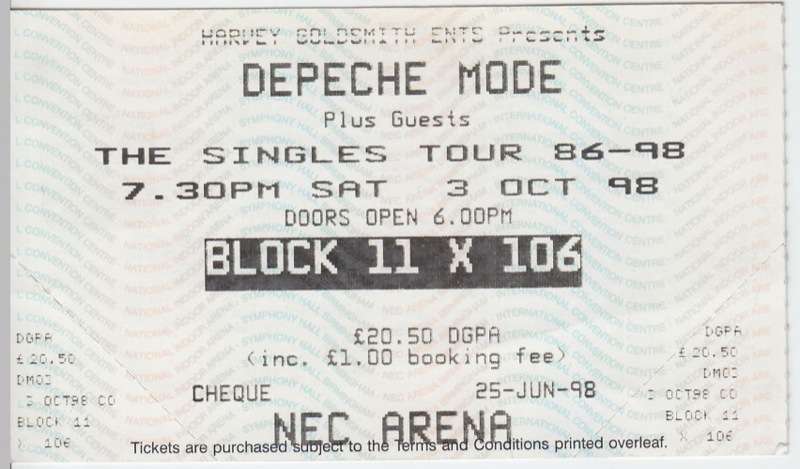 HARVEY GOLDSMITH ENTS Presents
DEPECHE MODE
Plus Guests
THE SINGLES TOUR 86-98
7.30PM SAT 3 OCT 98
DOORS OPEN 6.00PM
BLOCK 11 X 106
£20.50 DGPA
(inc. £1.00 booking fee)
CHEQUE 25-JUN-98
NEC ARENA
Tickets are purchased subject to the Terms and Conditions printed overleaf.
DGPA
£20.50
3 OCT98
BLOCK 11
X 106
DGPA
£20.50
3 OCT98
BLOCK 11
X 106